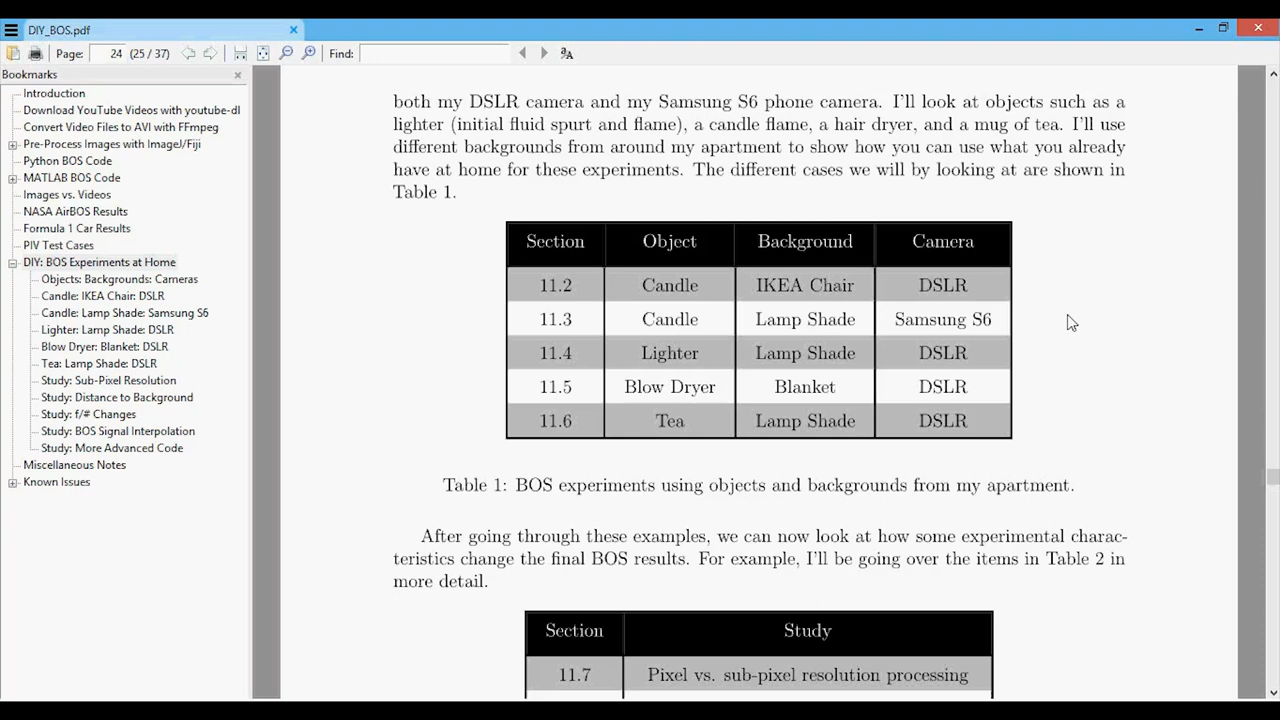 DIY_BOS.pdf
Page: 24 (25 / 37) Find:
Bookmarks
Introduction
Download YouTube Videos with youtube-dl
Convert Video Files to AVI with FFmpeg
Pre-Process Images with ImageJ/Fiji
Python BOS Code
MATLAB BOS Code
Images vs. Videos
NASA AirBOS Results
Formula 1 Car Results
PIV Test Cases
DIY: BOS Experiments at Home
Objects: Backgrounds: Cameras
Candle: IKEA Chair: DSLR
Candle: Lamp Shade: Samsung S6
Lighter: Lamp Shade: DSLR
Blow Dryer: Blanket: DSLR
Tea: Lamp Shade: DSLR
Study: Sub-Pixel Resolution
Study: Distance to Background
Study: f/# Changes
Study: BOS Signal Interpolation
Study: More Advanced Code
Miscellaneous Notes
Known Issues
both my DSLR camera and my Samsung S6 phone camera. I'll look at objects such as a
lighter (initial fluid spurt and flame), a candle flame, a hair dryer, and a mug of tea. I'll use
different backgrounds from around my apartment to show how you can use what you already
have at home for these experiments. The different cases we will by looking at are shown in
Table 1.
Section Object Background Camera
11.2 Candle IKEA Chair DSLR
11.3 Candle Lamp Shade Samsung S6
11.4 Lighter Lamp Shade DSLR
11.5 Blow Dryer Blanket DSLR
11.6 Tea Lamp Shade DSLR
Table 1: BOS experiments using objects and backgrounds from my apartment.
After going through these examples, we can now look at how some experimental charac-
teristics change the final BOS results. For example, I'll be going over the items in Table 2 in
more detail.
Section Study
11.7 Pixel vs. sub-pixel resolution processing